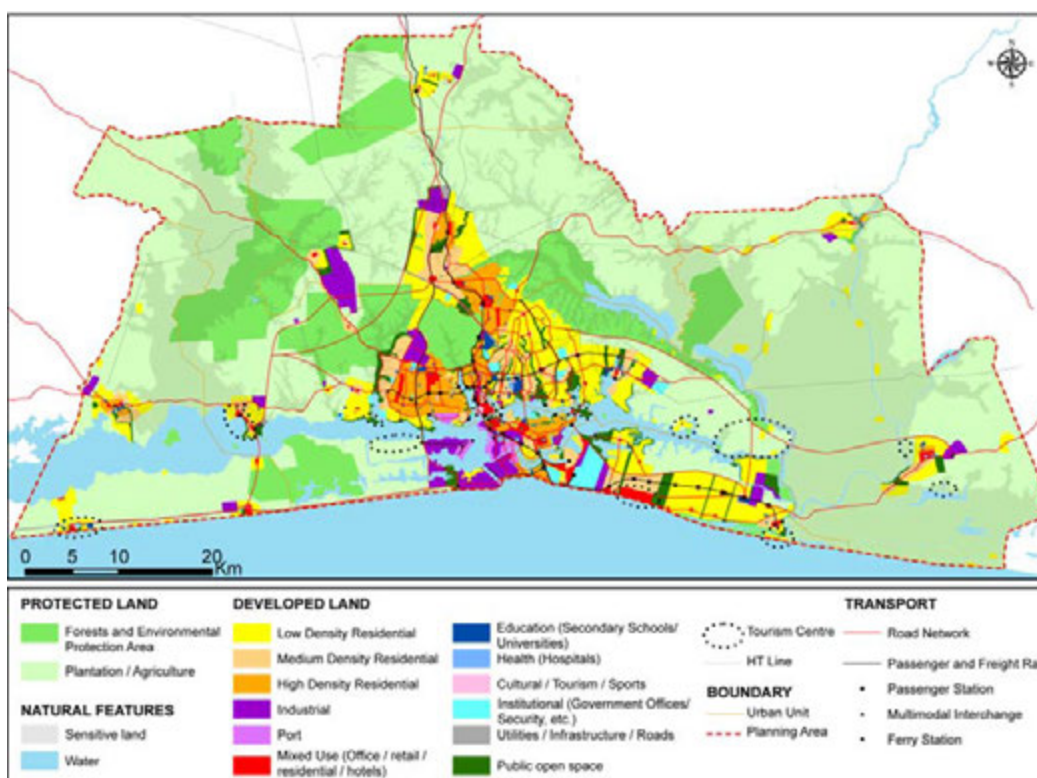 N
E
S
W
0 5 10 20
Km
PROTECTED LAND
Forests and Environmental
Protection Area
Plantation / Agriculture
NATURAL FEATURES
Sensitive land
Water
DEVELOPED LAND
Low Density Residential
Medium Density Residential
High Density Residential
Industrial
Port
Mixed Use (Office / retail /
residential / hotels)
Education (Secondary Schools/
Universities)
Health (Hospitals)
Cultural / Tourism / Sports
Institutional (Government Offices/
Security, etc.)
Utilities / Infrastructure / Roads
Public open space
Tourism Centre
HT Line
BOUNDARY
Urban Unit
Planning Area
TRANSPORT
Road Network
Passenger and Freight Ra
Passenger Station
Multimodal Interchange
Ferry Station